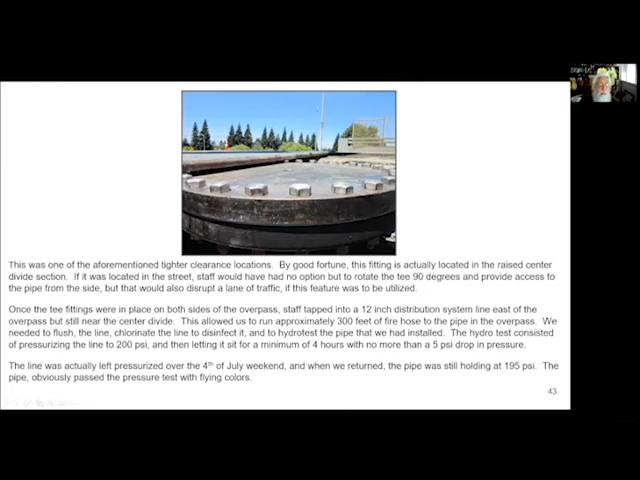 This was one of the aforementioned tighter clearance locations. By good fortune, this fitting is actually located in the raised center
divide section. If it was located in the street, staff would have had no option but to rotate the tee 90 degrees and provide access to
the pipe from the side, but that would also disrupt a lane of traffic, if this feature was to be utilized.
Once the tee fittings were in place on both sides of the overpass, staff tapped into a 12 inch distribution system line east of the
overpass but still near the center divide. This allowed us to run approximately 300 feet of fire hose to the pipe in the overpass. We
needed to flush, the line, chlorinate the line to disinfect it, and to hydrotest the pipe that we had installed. The hydro test consisted
of pressurizing the line to 200 psi, and then letting it sit for a minimum of 4 hours with no more than a 5 psi drop in pressure.
The line was actually left pressurized over the 4th of July weekend, and when we returned, the pipe was still holding at 195 psi. The
pipe, obviously passed the pressure test with flying colors.
43